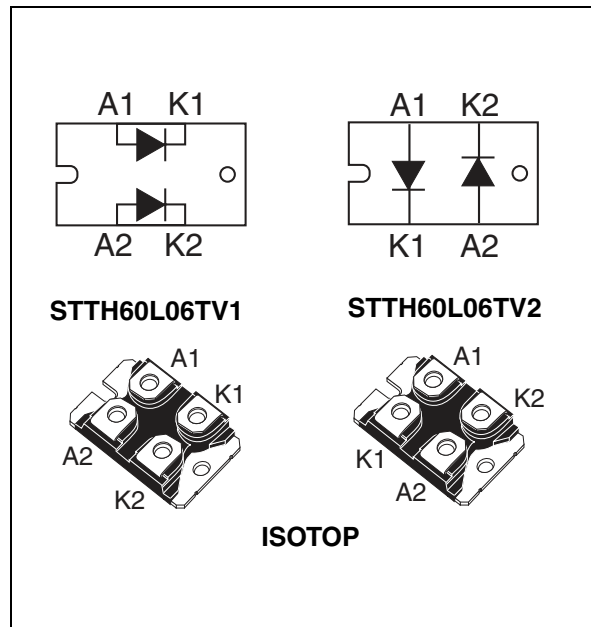 A1 K1
A1 K2
A2 K2
K1 A2
STTH60L06TV1
STTH60L06TV2
A1
K1
A2
K2
A1
K2
K1
A2
ISOTOP